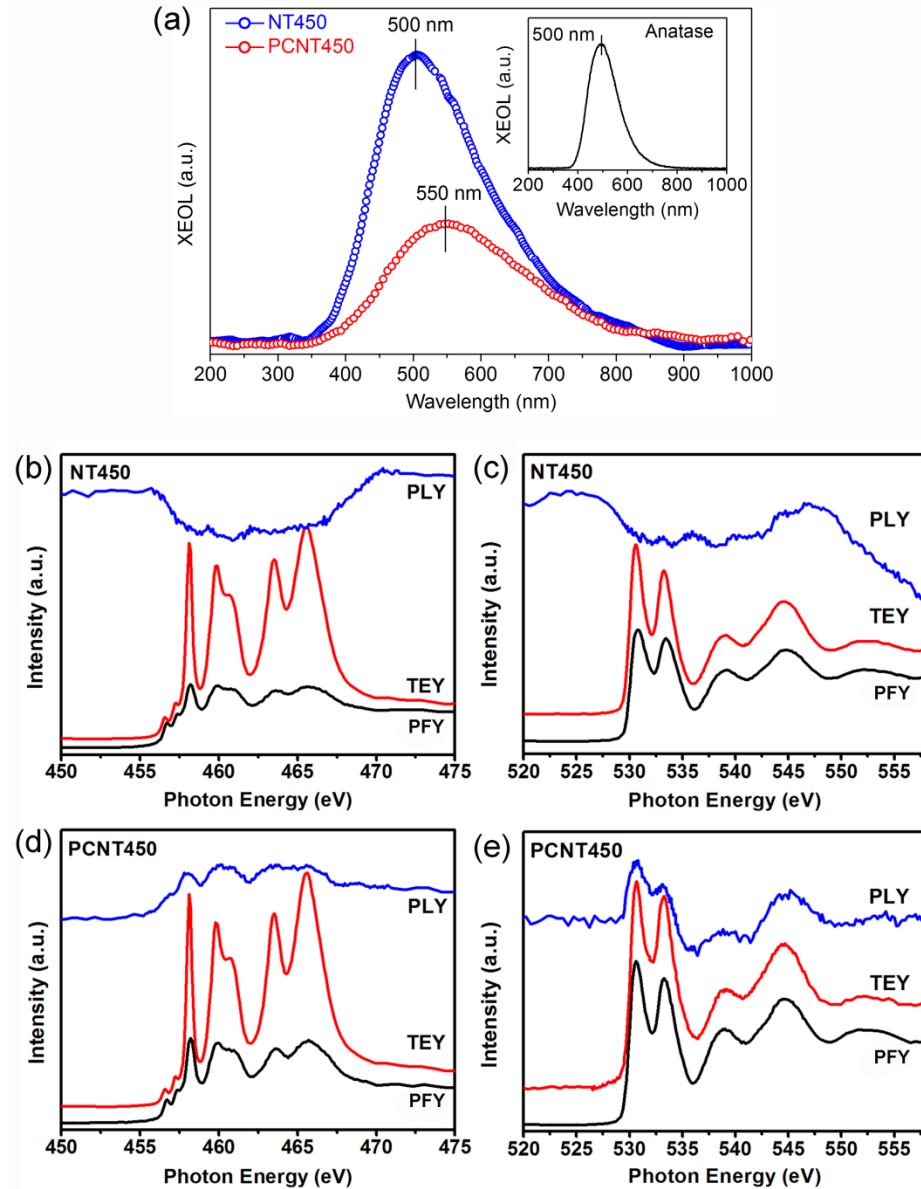 (a)
NT450
PCNT450
500 nm
550 nm
XEOL (a.u.)
200 300 400 500 600 700 800 900 1000
Wavelength (nm)
500 nm
Anatase
XEOL (a.u.)
200 400 600 800 1000
Wavelength (nm)
(b)
NT450
PLY
TEY
PFY
Intensity (a.u.)
450 455 460 465 470 475
Photon Energy (eV)
(c)
NT450
PLY
TEY
PFY
Intensity (a.u.)
520 525 530 535 540 545 550 555
Photon Energy (eV)
(d)
PCNT450
PLY
TEY
PFY
Intensity (a.u.)
450 455 460 465 470 475
Photon Energy (eV)
(e)
PCNT450
PLY
TEY
PFY
Intensity (a.u.)
520 525 530 535 540 545 550 555
Photon Energy (eV)